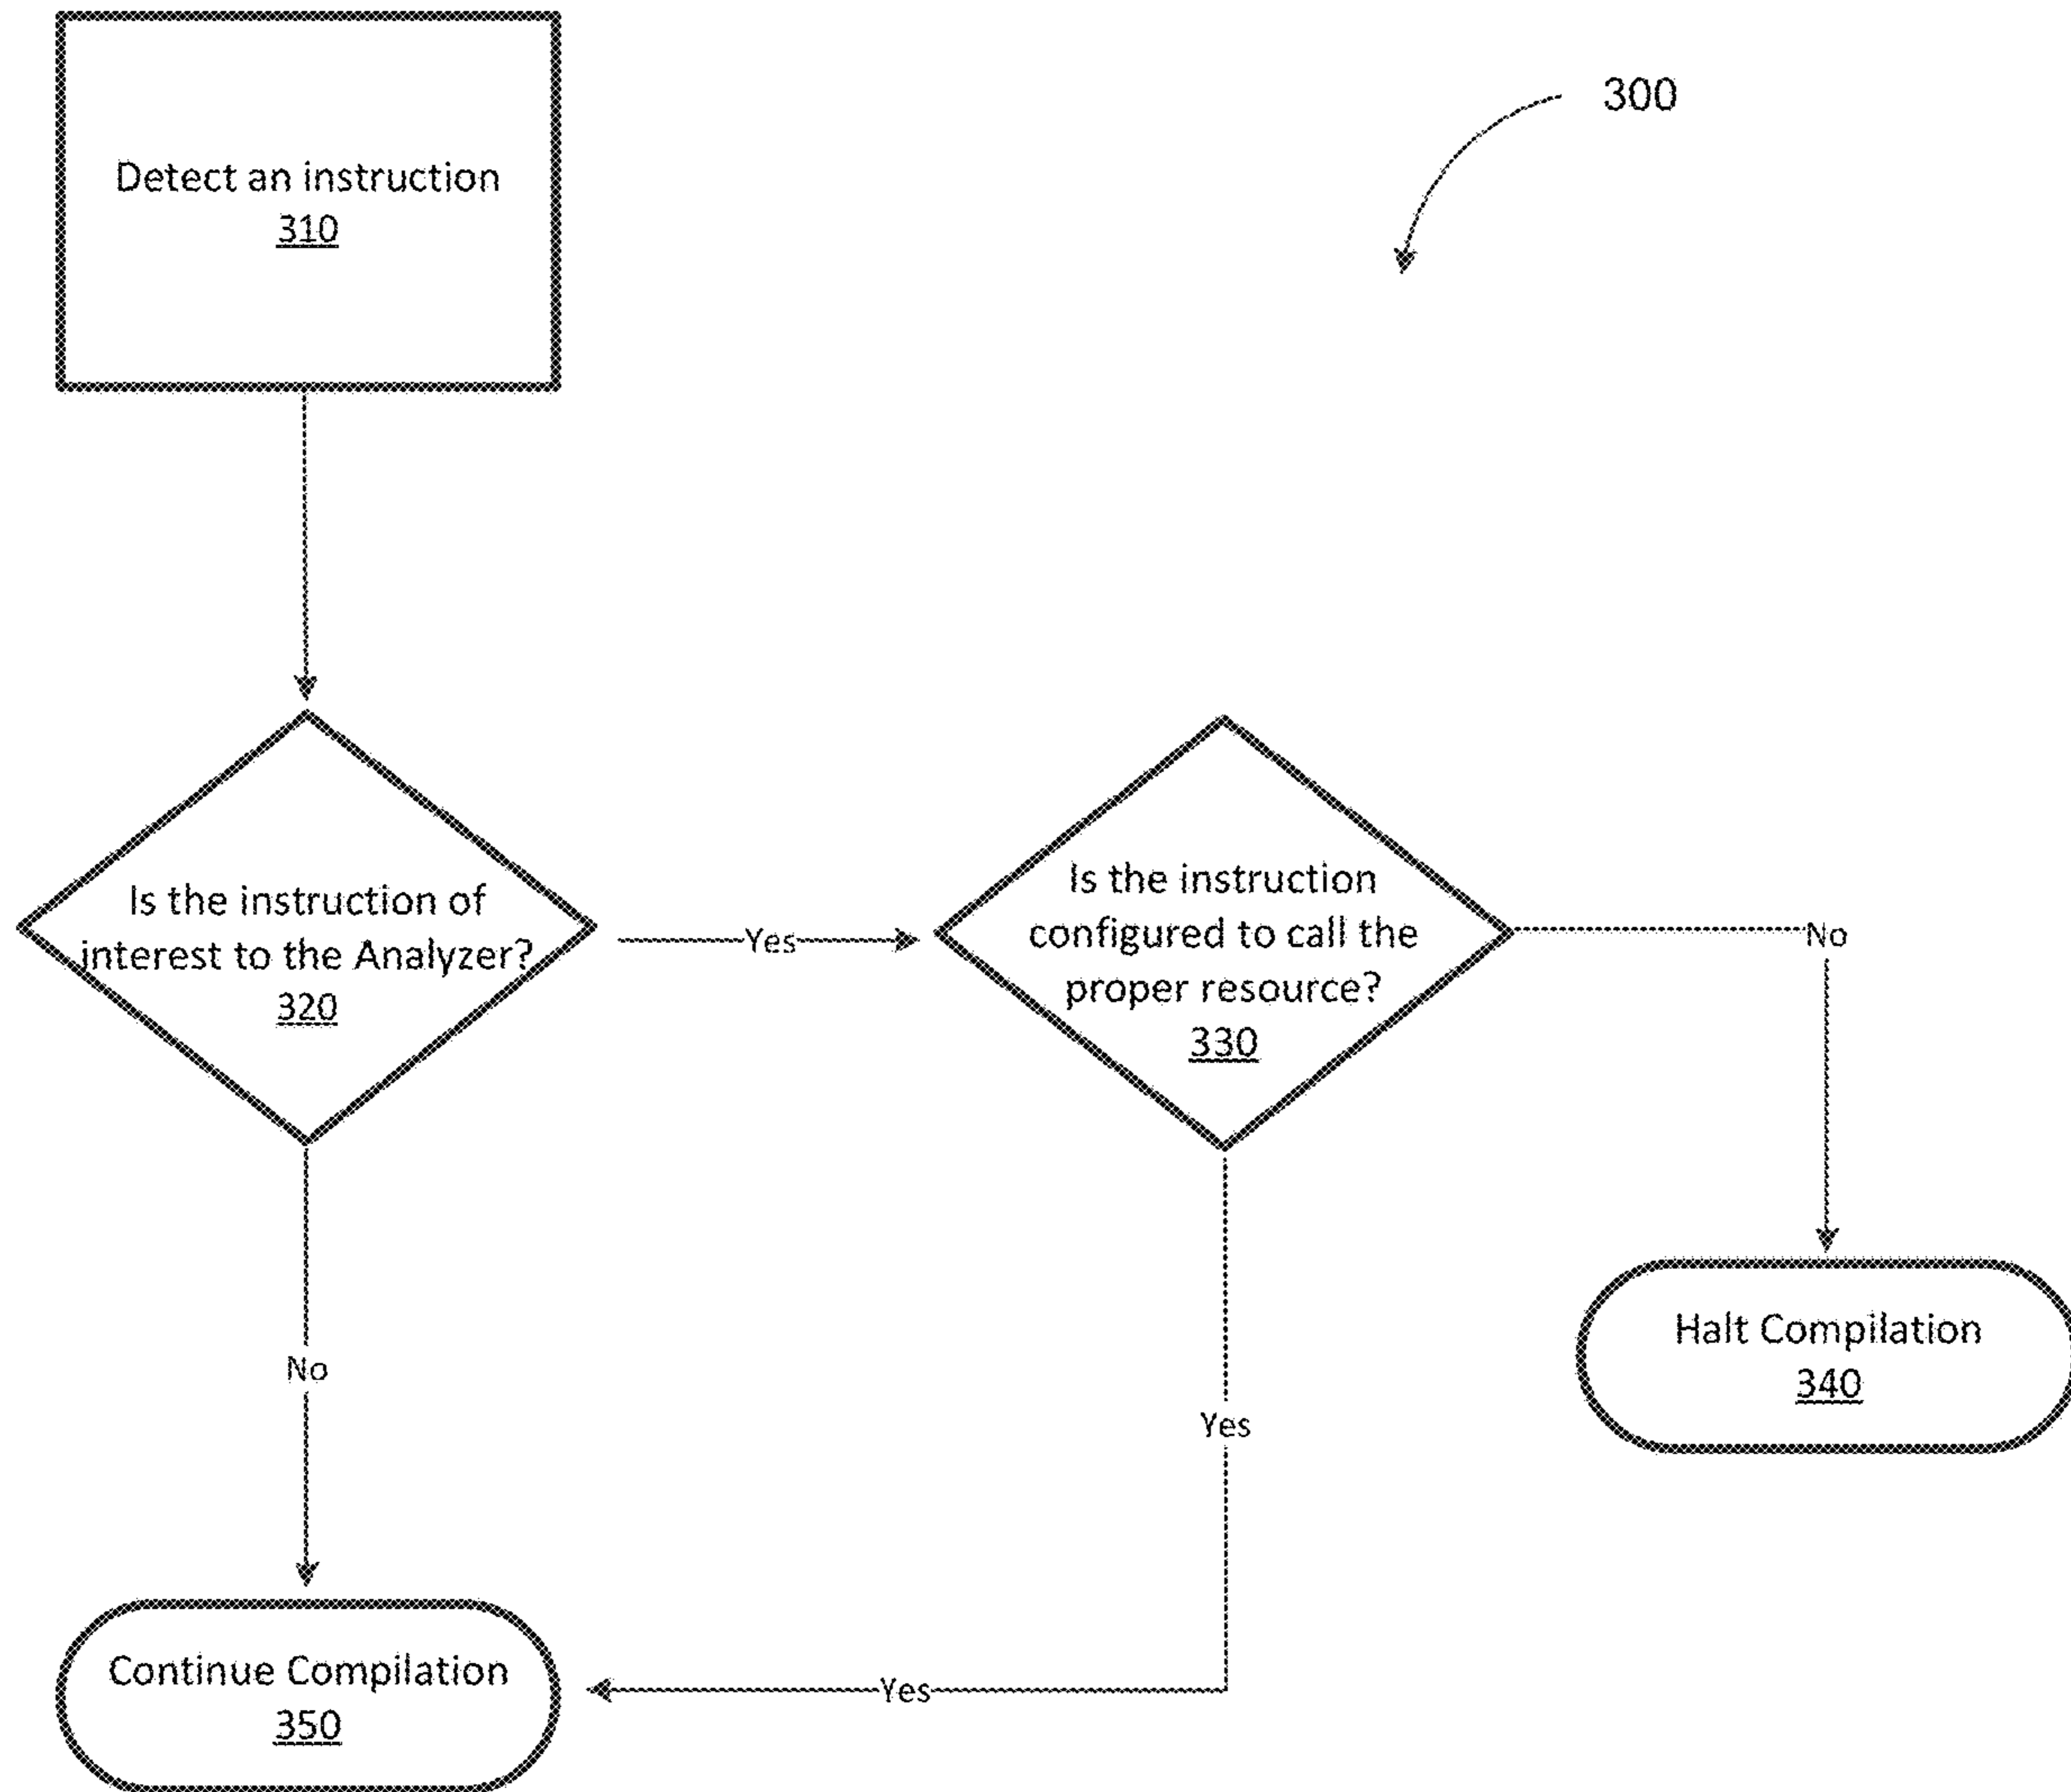 Detect an instruction
310
300
Is the instruction of
interest to the Analyzer?
320
Yes
Is the instruction
configured to call the
proper resource?
330
No
Halt Compilation
340
No
Yes
Continue Compilation
350
Yes